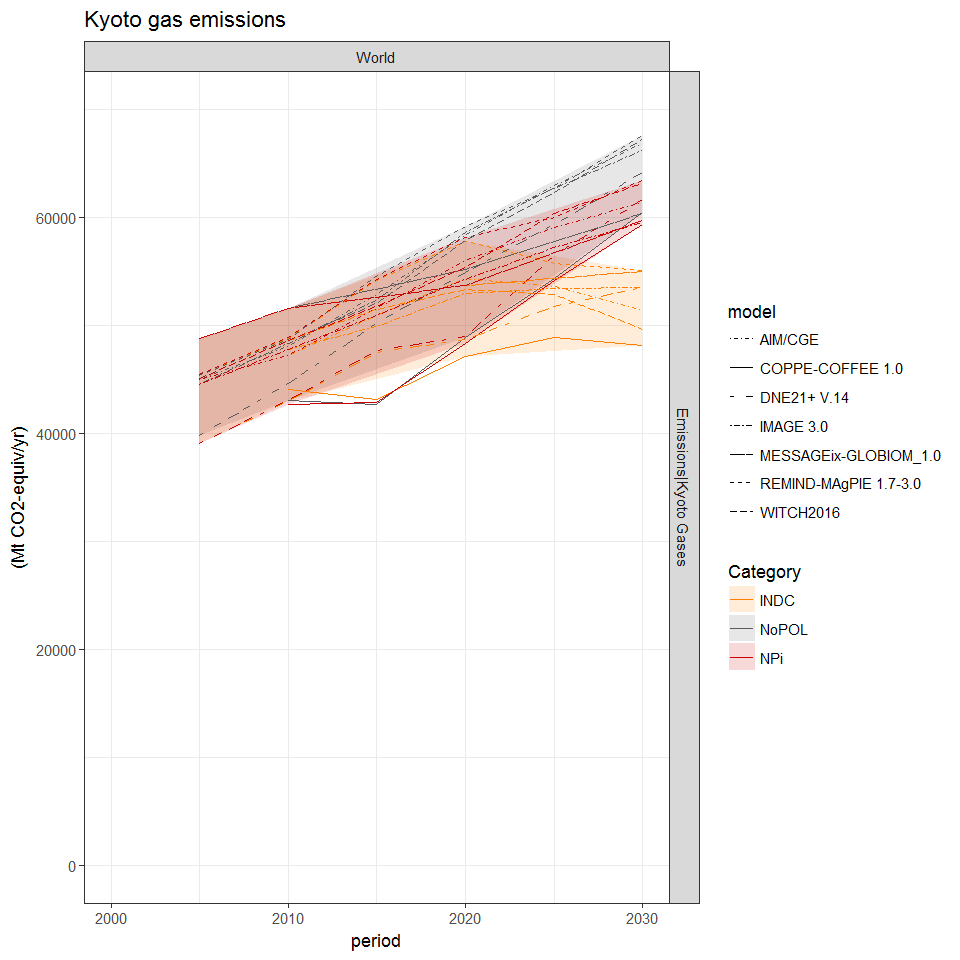 Kyoto gas emissions
World
60000
40000
20000
0
(Mt CO2-equiv/yr)
2000
2010
2020
2030
period
Emissions|Kyoto Gases
model
AIM/CGE
COPPE-COFFEE 1.0
DNE21+ V.14
IMAGE 3.0
MESSAGEix-GLOBIOM_1.0
REMIND-MAgPIE 1.7-3.0
WITCH2016
Category
INDC
NoPOL
NPi